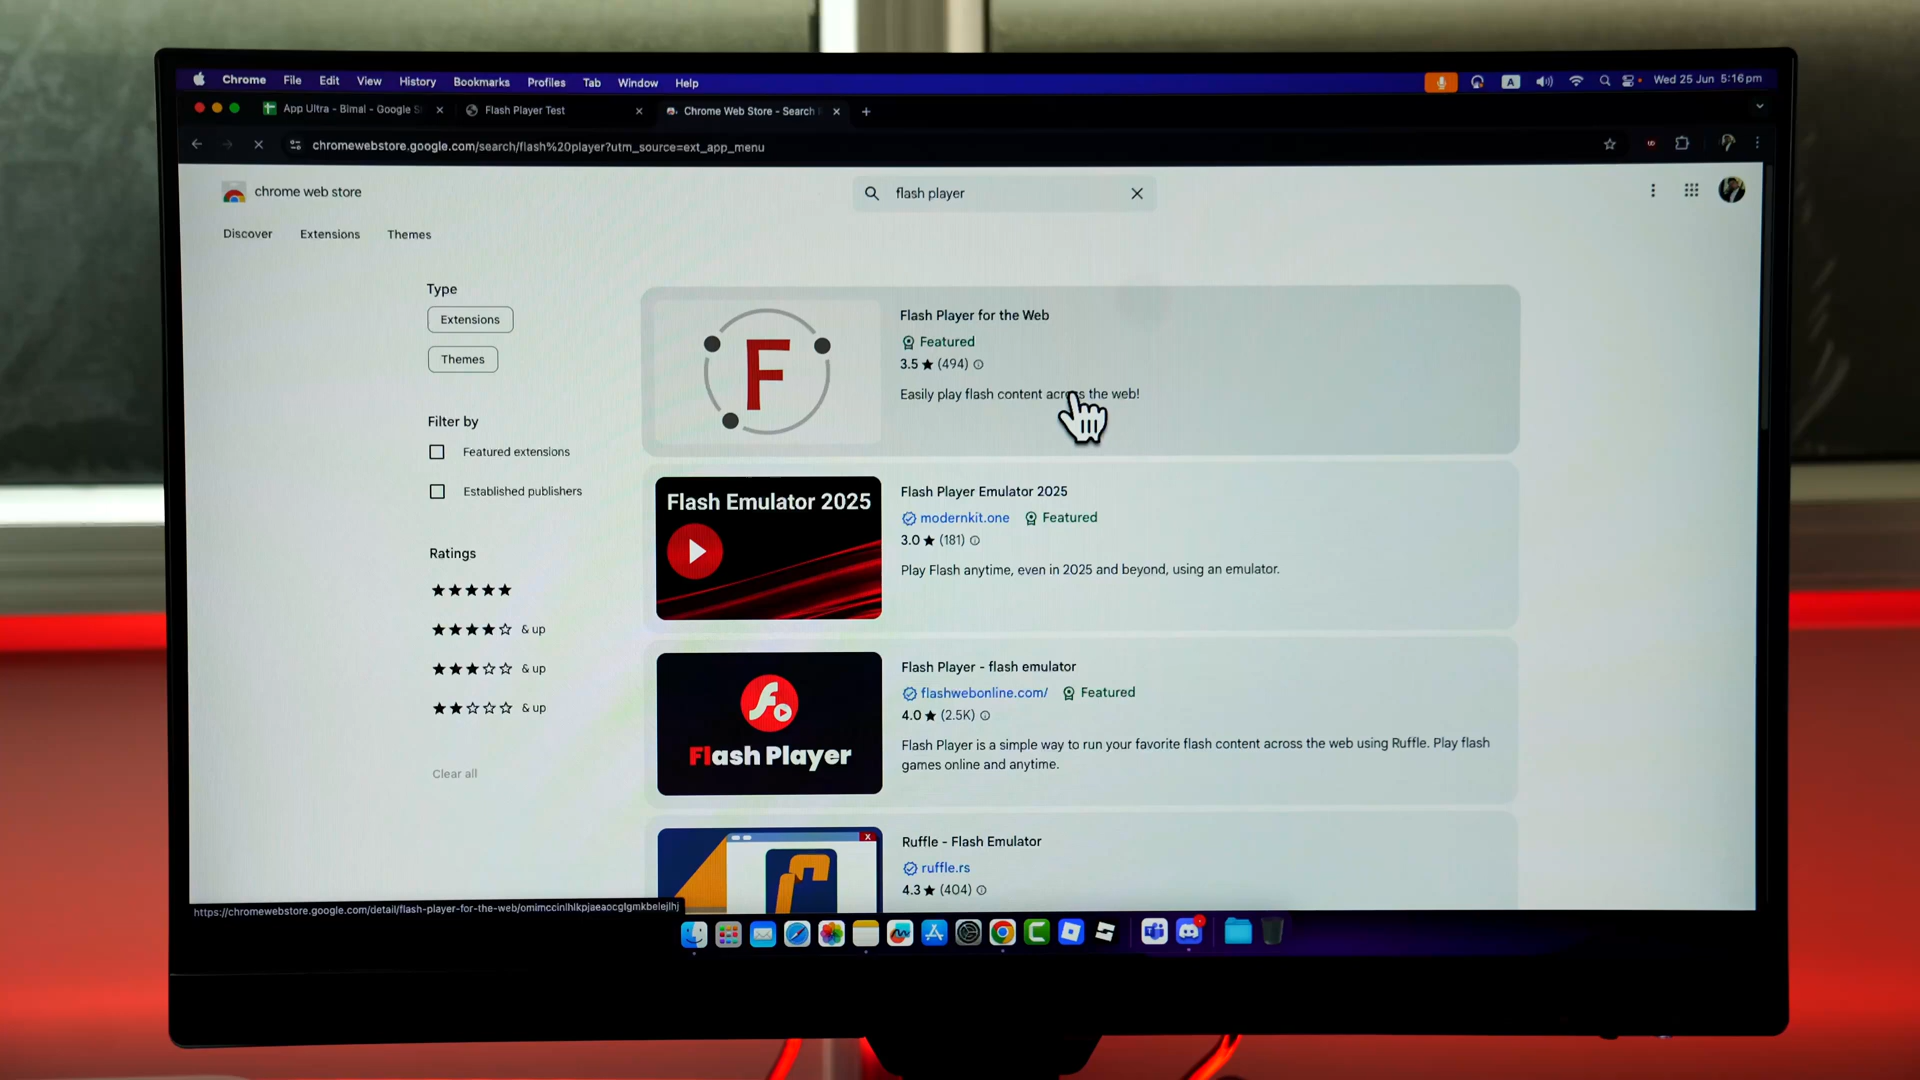 Chrome File Edit View History Bookmarks Profiles Tab Window Help
A
Wed 25 Jun 5:16pm
App Ultra - Bimal - Google S
Flash Player Test
Chrome Web Store - Search
chromewebstore.google.com/search/flash%20player?utm_source=ext_app_menu
chrome web store
flash player
Discover Extensions Themes
Type
Extensions
Themes
Filter by
Featured extensions
Established publishers
Ratings
& up
& up
& up
Clear all
F
Flash Player for the Web
Featured
3.5 ★ (494)
Easily play flash content across the web!
Flash Emulator 2025
Flash Player Emulator 2025
modernkit.one Featured
3.0 ★ (181)
Play Flash anytime, even in 2025 and beyond, using an emulator.
Flash Player
Flash Player - flash emulator
flashwebonline.com/ Featured
4.0 ★ (2.5K)
Flash Player is a simple way to run your favorite flash content across the web using Ruffle. Play flash
games online and anytime.
Ruffle - Flash Emulator
ruffle.rs
4.3 ★ (404)